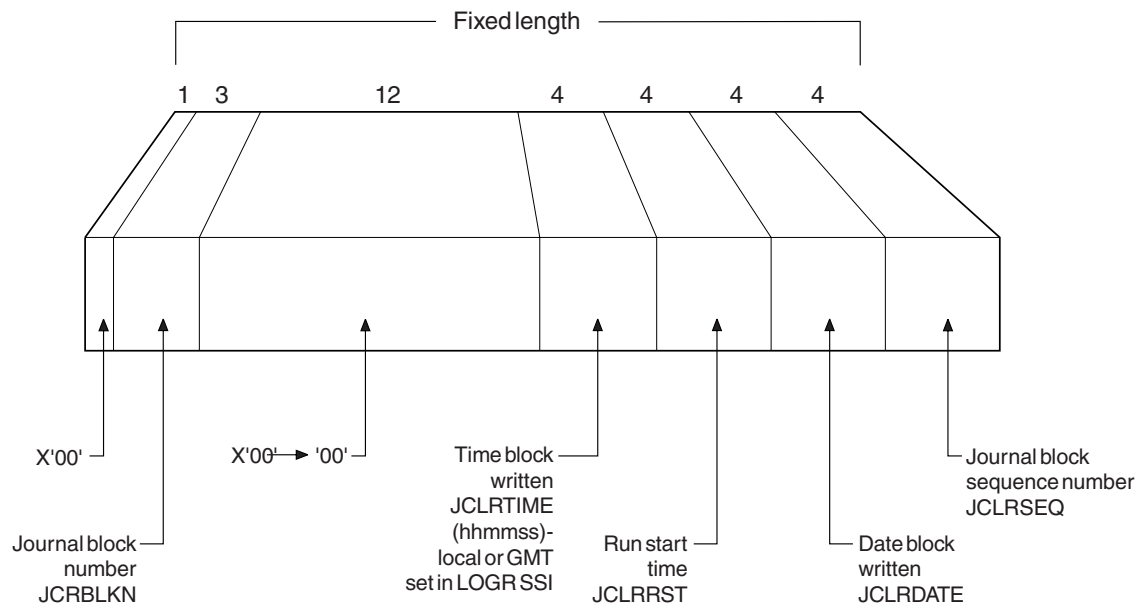 Fixed length
1 3 12 4 4 4 4
X'00'
X'00' '00'
Time block
written
JCLRTIME
(hhmmss)-
local or GMT
set in LOGR SSI
Journal block
sequence number
JCLRSEQ
Journal block
number
JCRBLKN
Run start
time
JCLRRST
Date block
written
JCLRDATE